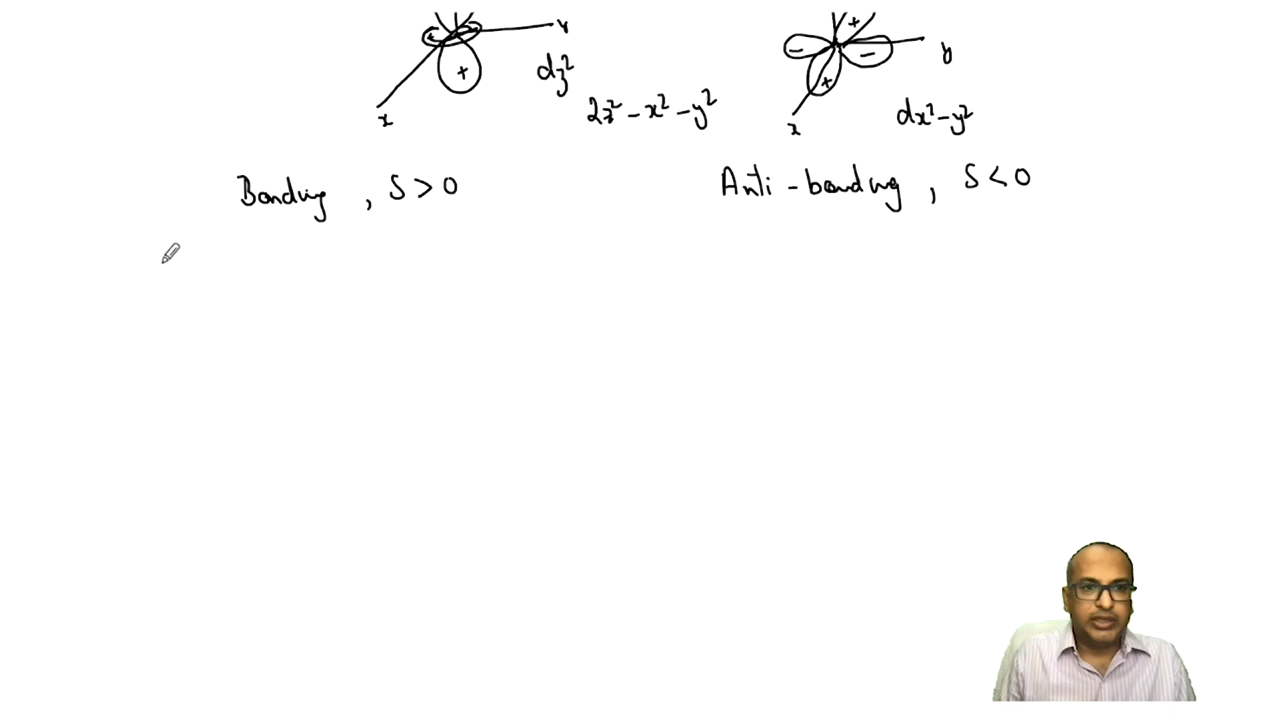 + y
- - y
+
+ dz²
2z² - x² - y²
x
x
dx² - y²
Bonding , S > 0
Anti - bonding , S < 0